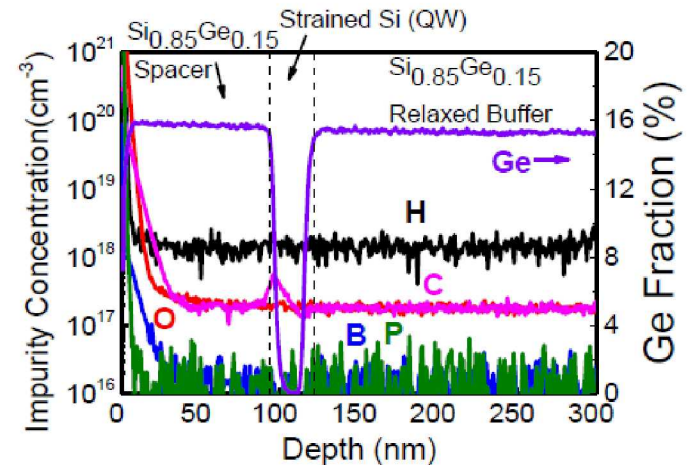 Strained Si (QW)
Si0.85Ge0.15
Spacer
Si0.85Ge0.15
Relaxed Buffer
Ge
H
C
O
B
P
Impurity Concentration(cm-3)
10^21
10^20
10^19
10^18
10^17
10^16
20
16
12
8
4
0
Ge Fraction (%)
0 50 100 150 200 250 300
Depth (nm)